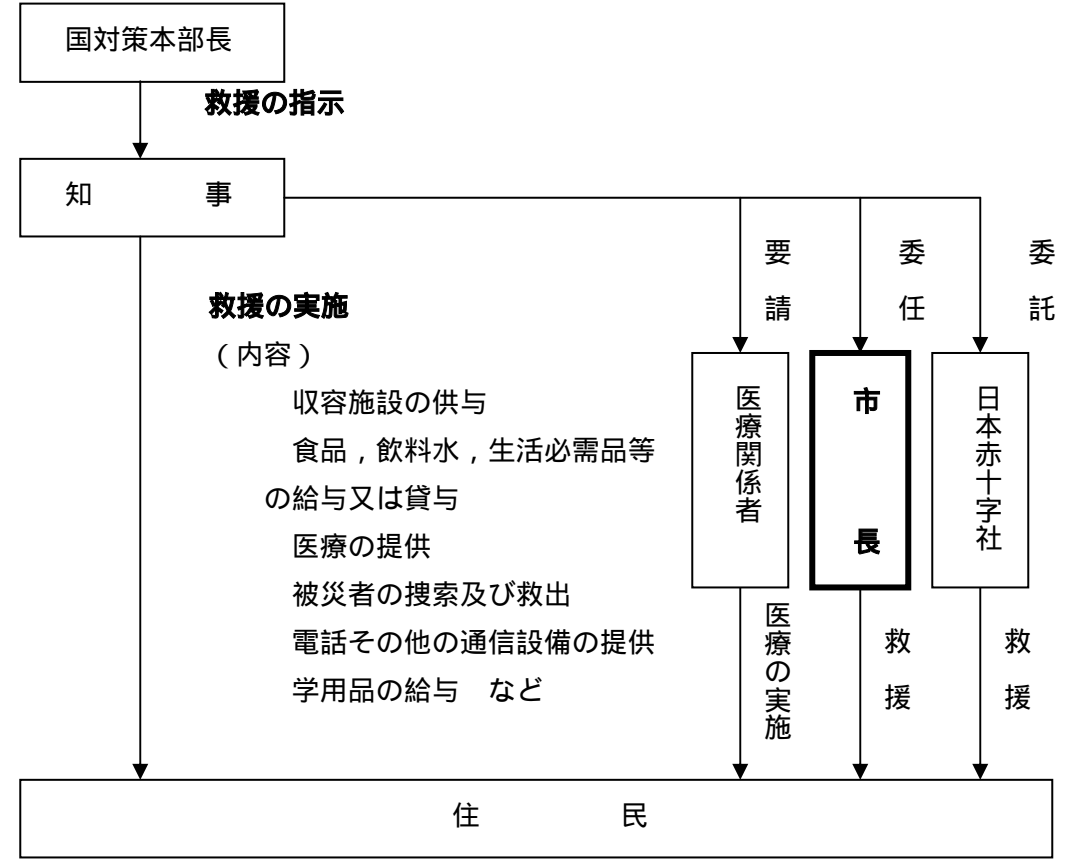 国対策本部長
救援の指示
知　　　　事
要請
委任
委託
救援の実施
（内容）
収容施設の供与
食品，飲料水，生活必需品等
の給与又は貸与
医療の提供
被災者の捜索及び救出
電話その他の通信設備の提供
学用品の給与　など
医療関係者
市長
日本赤十字社
医療の実施
救援
救援
住　　　　　民